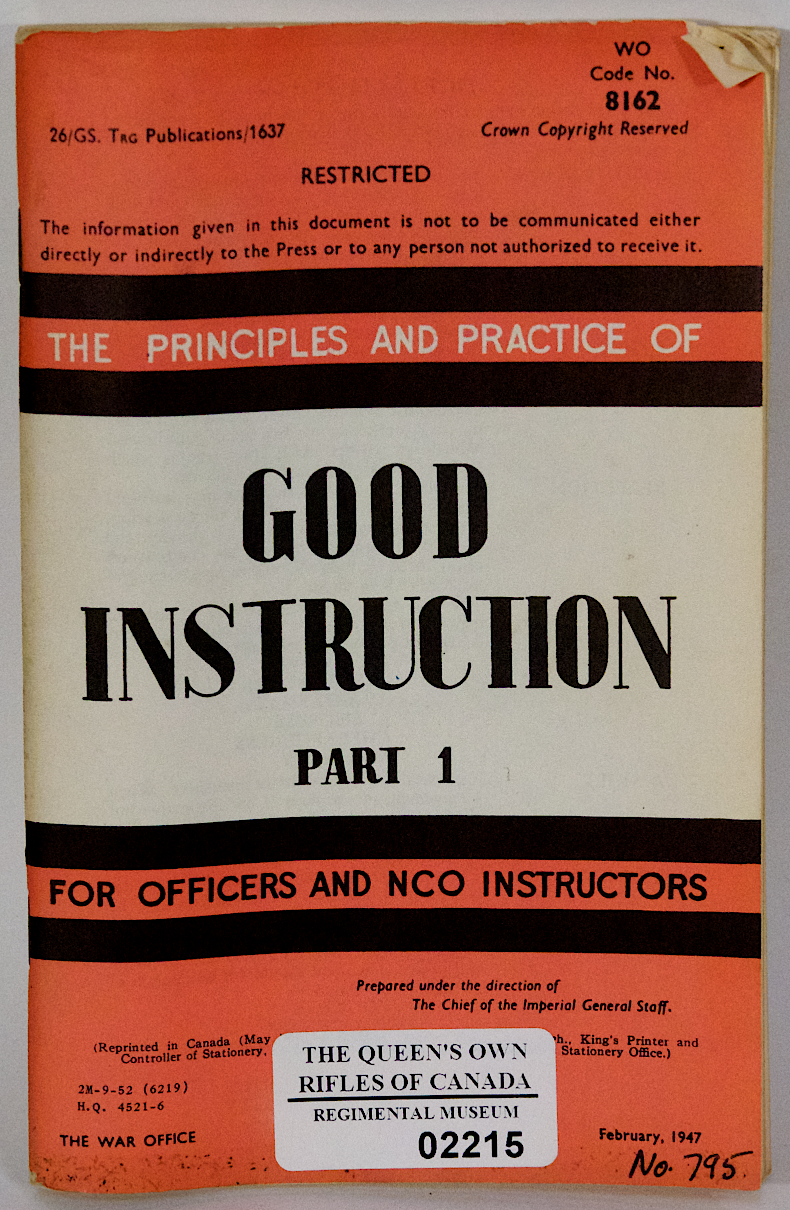 WO
Code No.
8162
26/GS. TRG Publications/1637
Crown Copyright Reserved
RESTRICTED
The information given in this document is not to be communicated either
directly or indirectly to the Press or to any person not authorized to receive it.
THE PRINCIPLES AND PRACTICE OF
GOOD
INSTRUCTION
PART 1
FOR OFFICERS AND NCO INSTRUCTORS
Prepared under the direction of
The Chief of the Imperial General Staff.
(Reprinted in Canada (May
King's Printer and
Controller of Stationery.
Stationery Office.)
THE QUEEN'S OWN
RIFLES OF CANADA
REGIMENTAL MUSEUM
02215
2M-9-52 (6219)
H.Q. 4521-6
THE WAR OFFICE
February, 1947
No. 795.